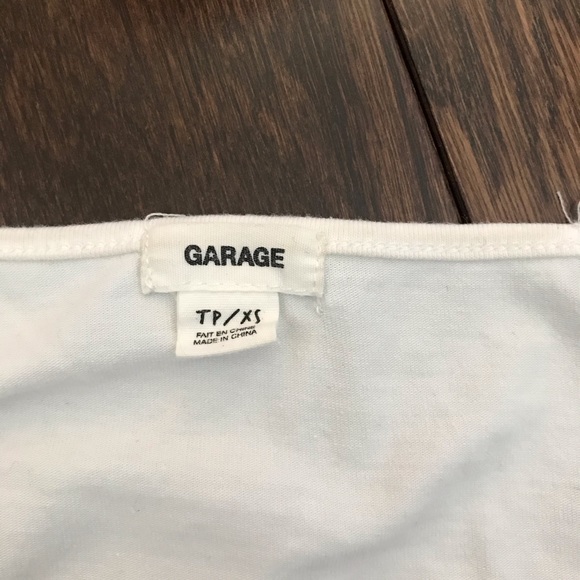 GARAGE
TP/XS
FAIT EN CHINE
MADE IN CHINA